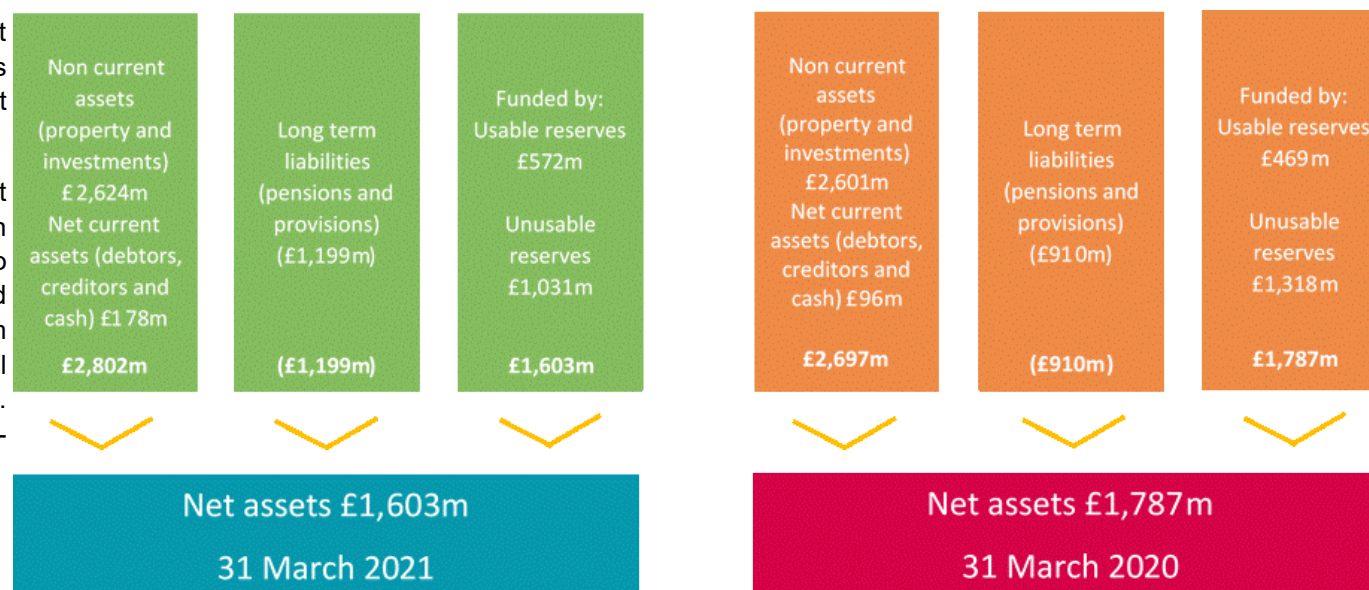 Non current
assets
(property and
investments)
£2,624m
Net current
assets (debtors,
creditors and
cash) £178m
£2,802m
Long term
liabilities
(pensions and
provisions)
(£1,199m)
(£1,199m)
Funded by:
Usable reserves
£572m
Unusable
reserves
£1,031m
£1,603m
Net assets £1,603m
31 March 2021
Non current
assets
(property and
investments)
£2,601m
Net current
assets (debtors,
creditors and
cash) £96m
£2,697m
Long term
liabilities
(pensions and
provisions)
(£910m)
(£910m)
Funded by:
Usable reserves
£469m
Unusable
reserves
£1,318m
£1,787m
Net assets £1,787m
31 March 2020